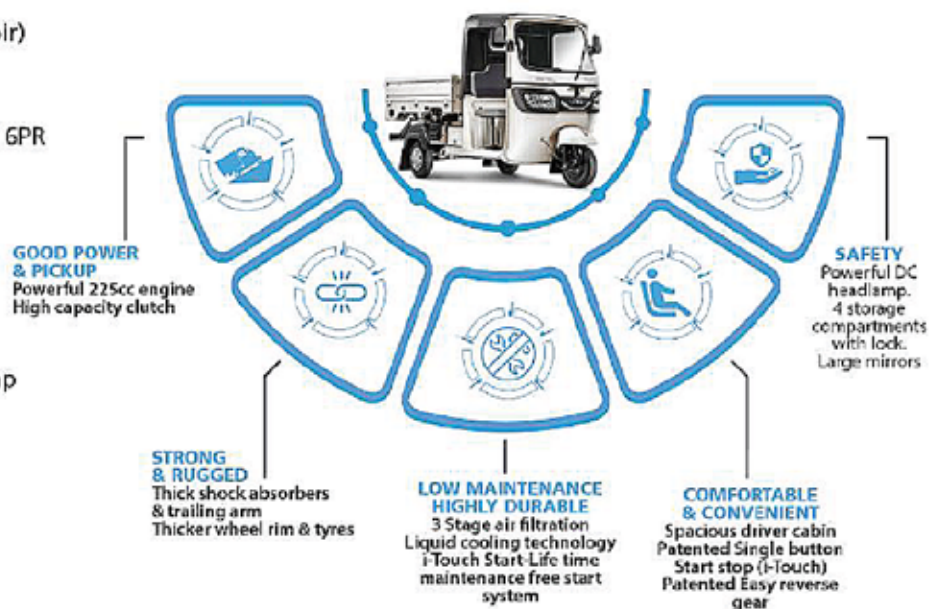 ir)
6PR
GOOD POWER
& PICKUP
Powerful 225cc engine
High capacity clutch
STRONG
& RUGGED
Thick shock absorbers
& trailing arm
Thicker wheel rim & tyres
LOW MAINTENANCE
HIGHLY DURABLE
3 Stage air filtration
Liquid cooling technology
i-Touch Start-Life time
maintenance free start
system
COMFORTABLE
& CONVENIENT
Spacious driver cabin
Patented Single button
Start stop (i-Touch)
Patented Easy reverse
gear
SAFETY
Powerful DC
headlamp.
4 storage
compartments
with lock.
Large mirrors